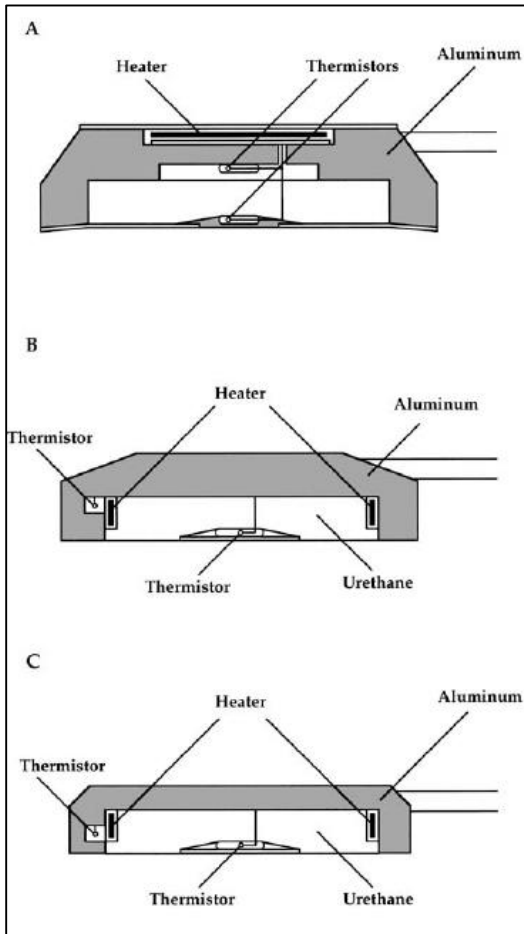 A
Aluminum
Heater
Thermistors
B
Heater
Aluminum
Thermistor
Thermistor
Urethane
C
Aluminum
Heater
Thermistor
Thermistor
Urethane